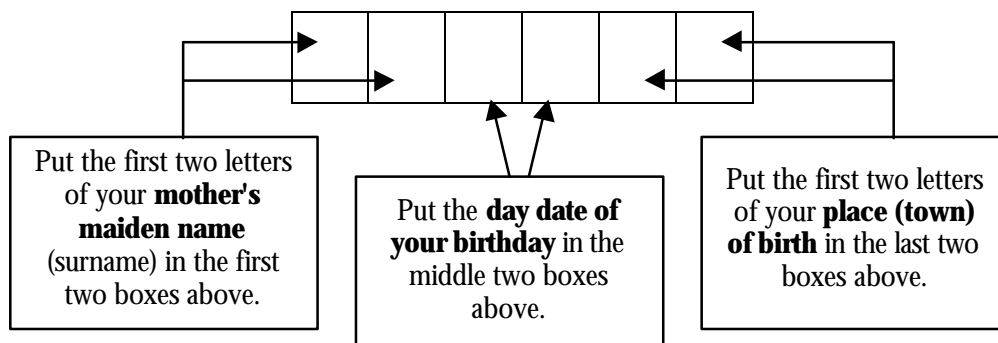 Put the first two letters
of your mother's
maiden name
(surname) in the first
two boxes above.
Put the day date of
your birthday in the
middle two boxes
above.
Put the first two letters
of your place (town)
of birth in the last two
boxes above.